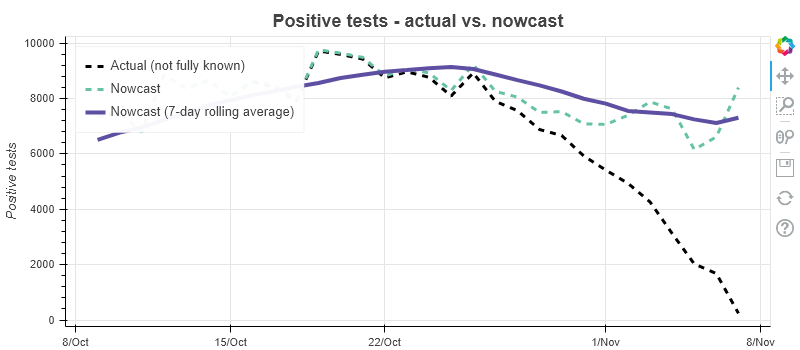 Positive tests - actual vs. nowcast
10000
8000
6000
4000
2000
0
Positive tests
Actual (not fully known)
Nowcast
Nowcast (7-day rolling average)
8/Oct
15/Oct
22/Oct
1/Nov
8/Nov